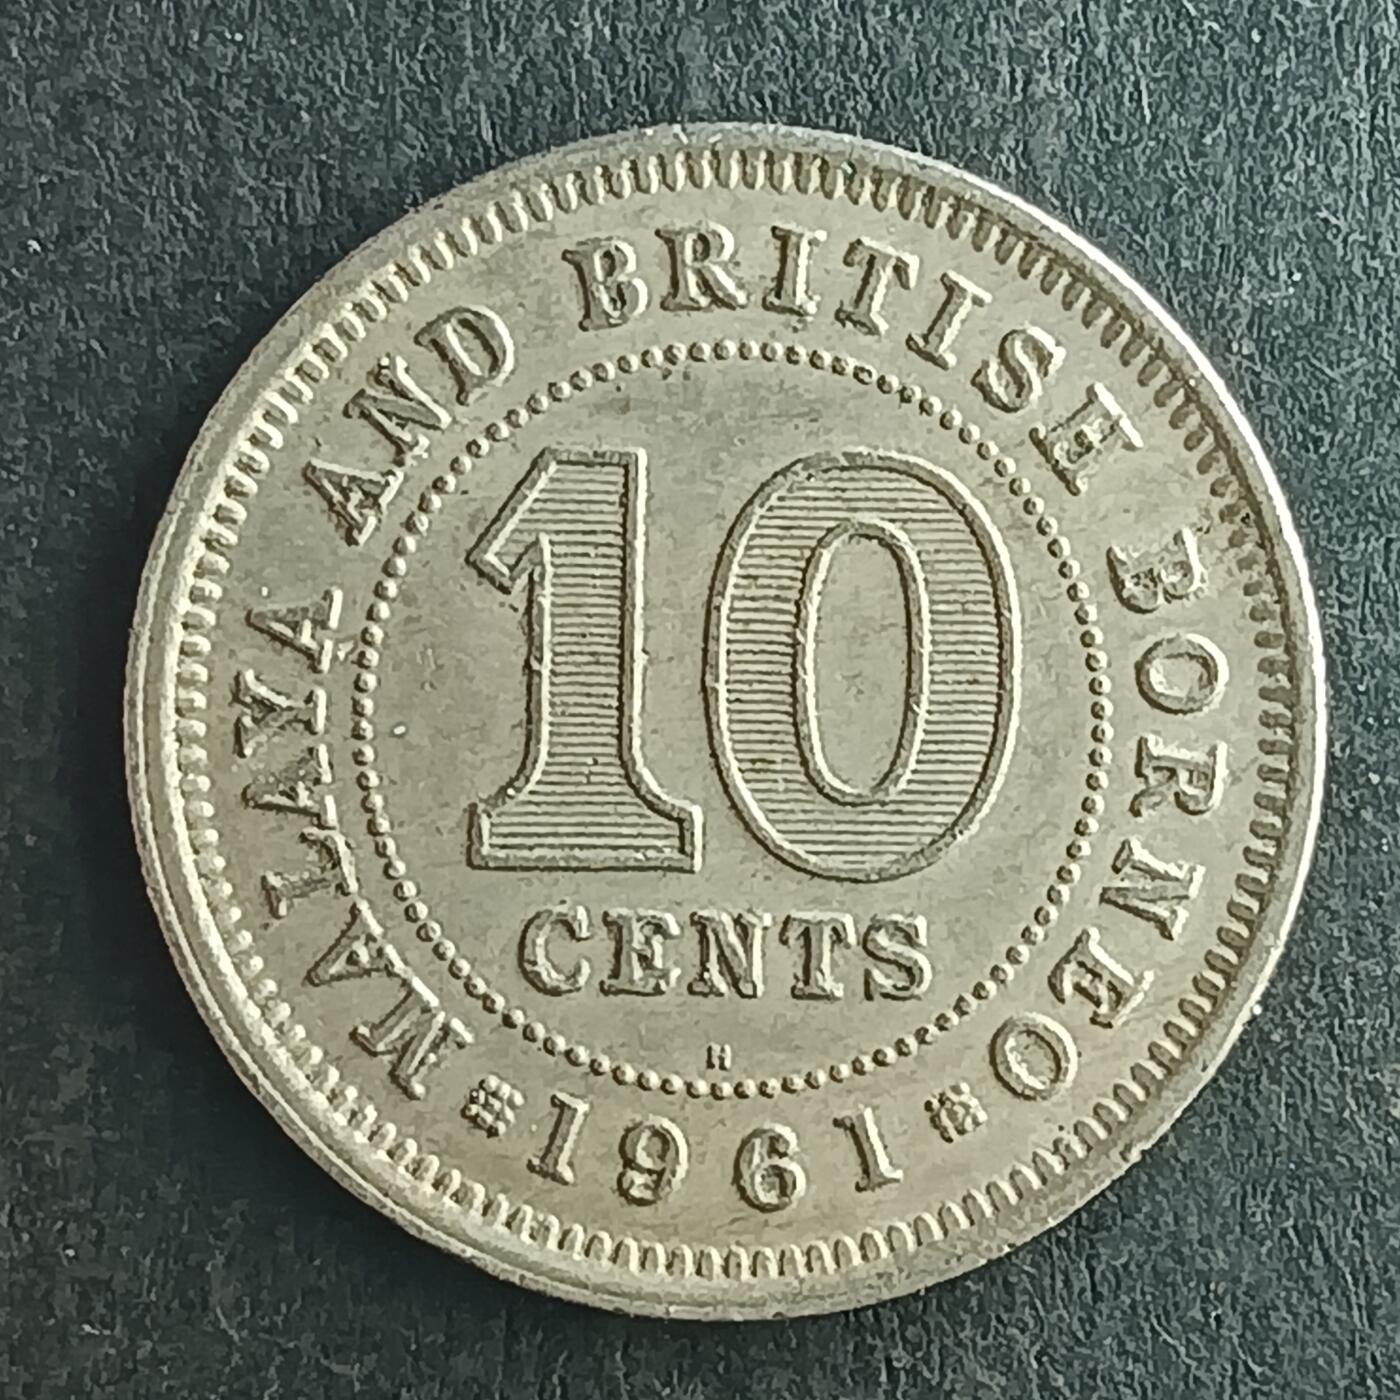 MALAYA AND BRITISH BORNEO
10
CENTS
H
1961